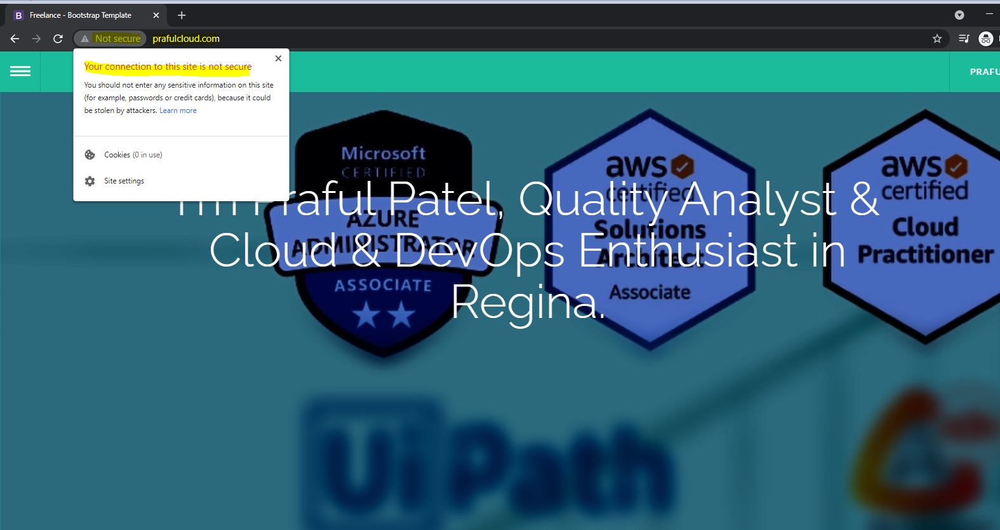 Freelance - Bootstrap Template
Not secure
prafulcloud.com
Your connection to this site is not secure
You should not enter any sensitive information on this site
(for example, passwords or credit cards), because it could
be stolen by attackers. Learn more
Cookies (0 in use)
Site settings
PRAFU
I'm Praful Patel, Quality Analyst &
Cloud & DevOps Enthusiast in
Regina.
Microsoft
CERTIFIED
AZURE
ADMINISTRATOR
ASSOCIATE
aws
certified
Solutions
Architect
Associate
aws
certified
Cloud
Practitioner
UiPath